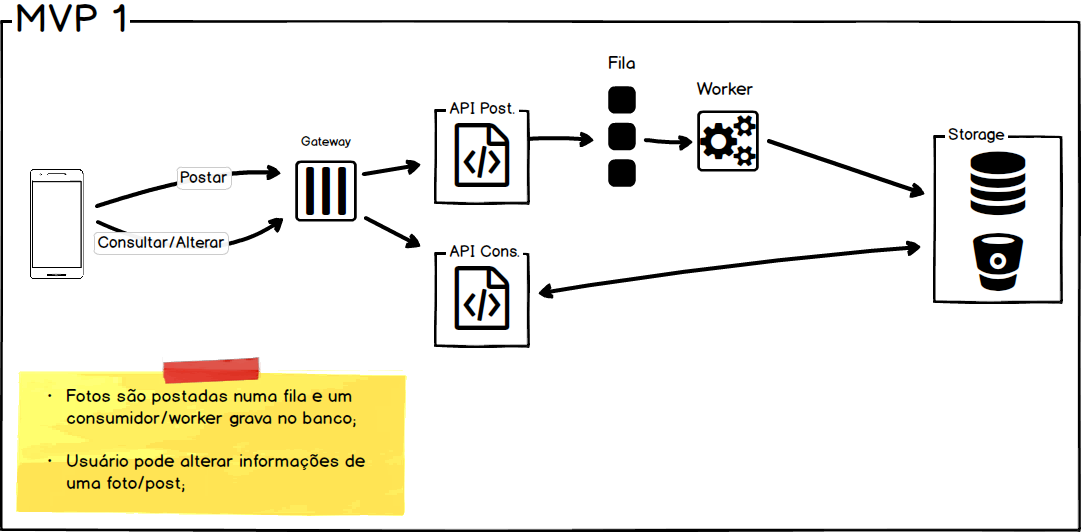 MVP 1
Fila
Worker
API Post.
Storage
Gateway
Postar
Consultar/Alterar
API Cons.
• Fotos são postadas numa fila e um
consumidor/worker grava no banco;
• Usuário pode alterar informações de
uma foto/post;